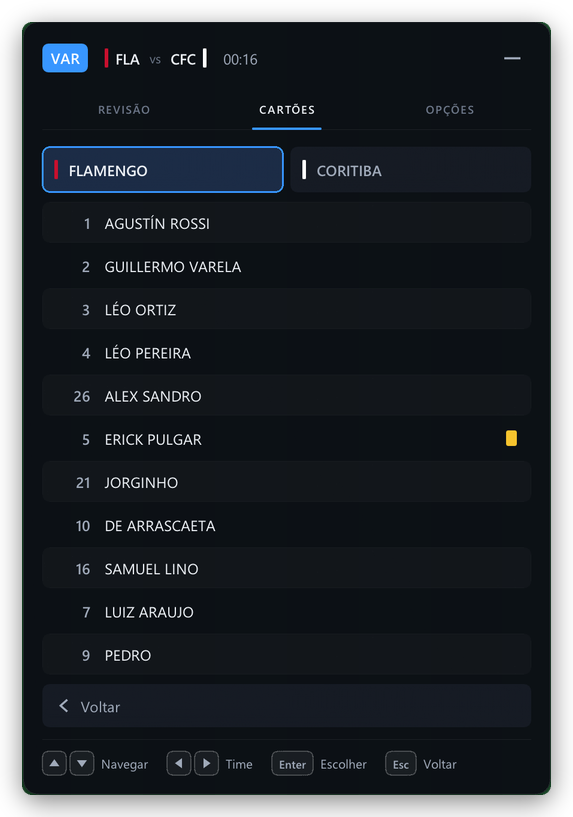 VAR FLA vs CFC 00:16
REVISÃO CARTÕES OPÇÕES
FLAMENGO CORITIBA
1 AGUSTÍN ROSSI
2 GUILLERMO VARELA
3 LÉO ORTIZ
4 LÉO PEREIRA
26 ALEX SANDRO
5 ERICK PULGAR
21 JORGINHO
10 DE ARRASCAETA
16 SAMUEL LINO
7 LUIZ ARAUJO
9 PEDRO
Voltar
Navegar Time Enter Escolher Esc Voltar